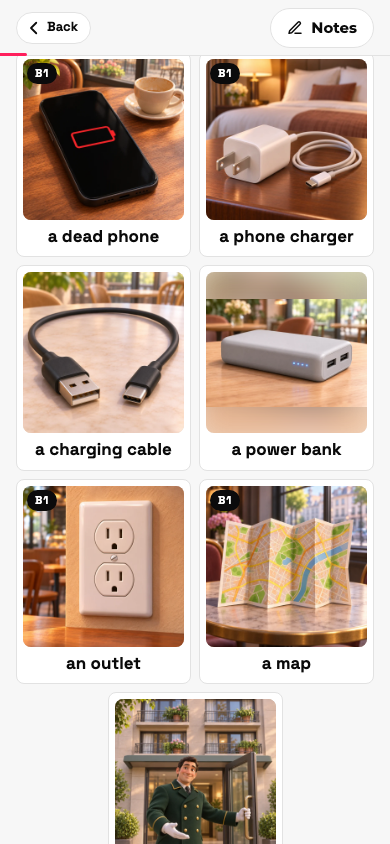 Back
Notes
B1
B1
a dead phone
a phone charger
a charging cable
a power bank
B1
B1
an outlet
a map